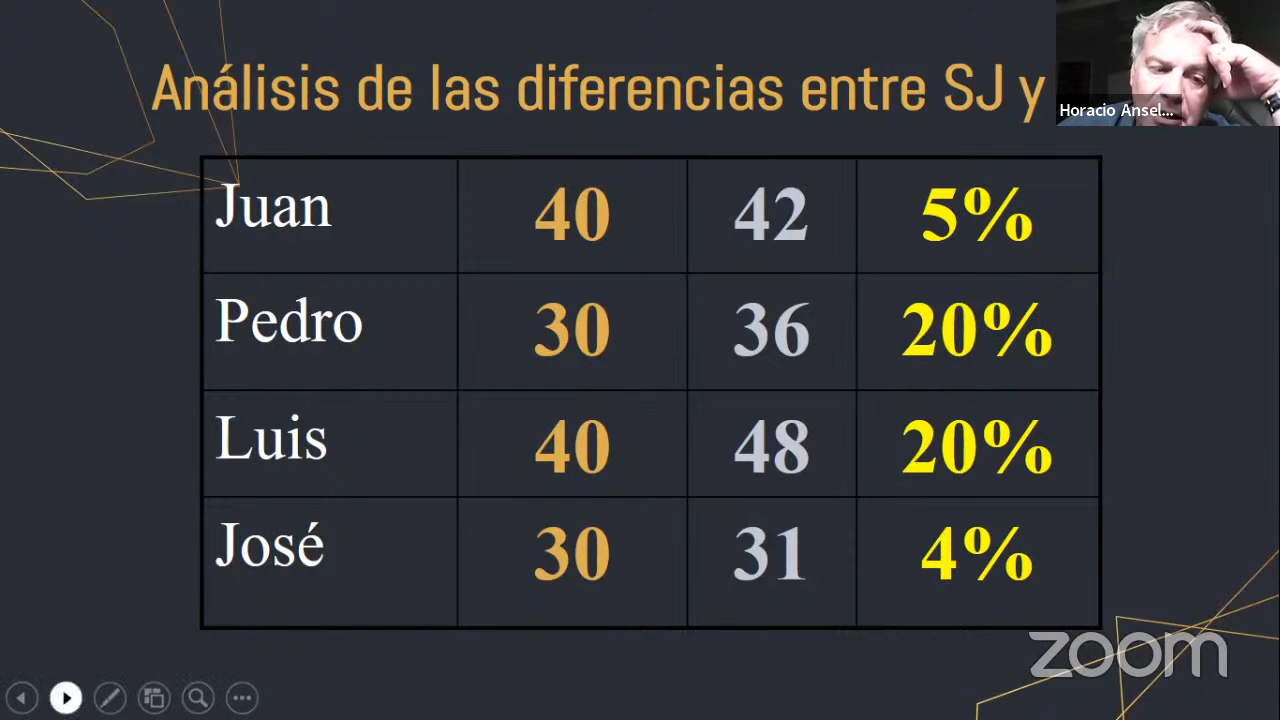 Análisis de las diferencias entre SJ y
Horacio Ansel...
Juan 40 42 5%
Pedro 30 36 20%
Luis 40 48 20%
José 30 31 4%
zoom